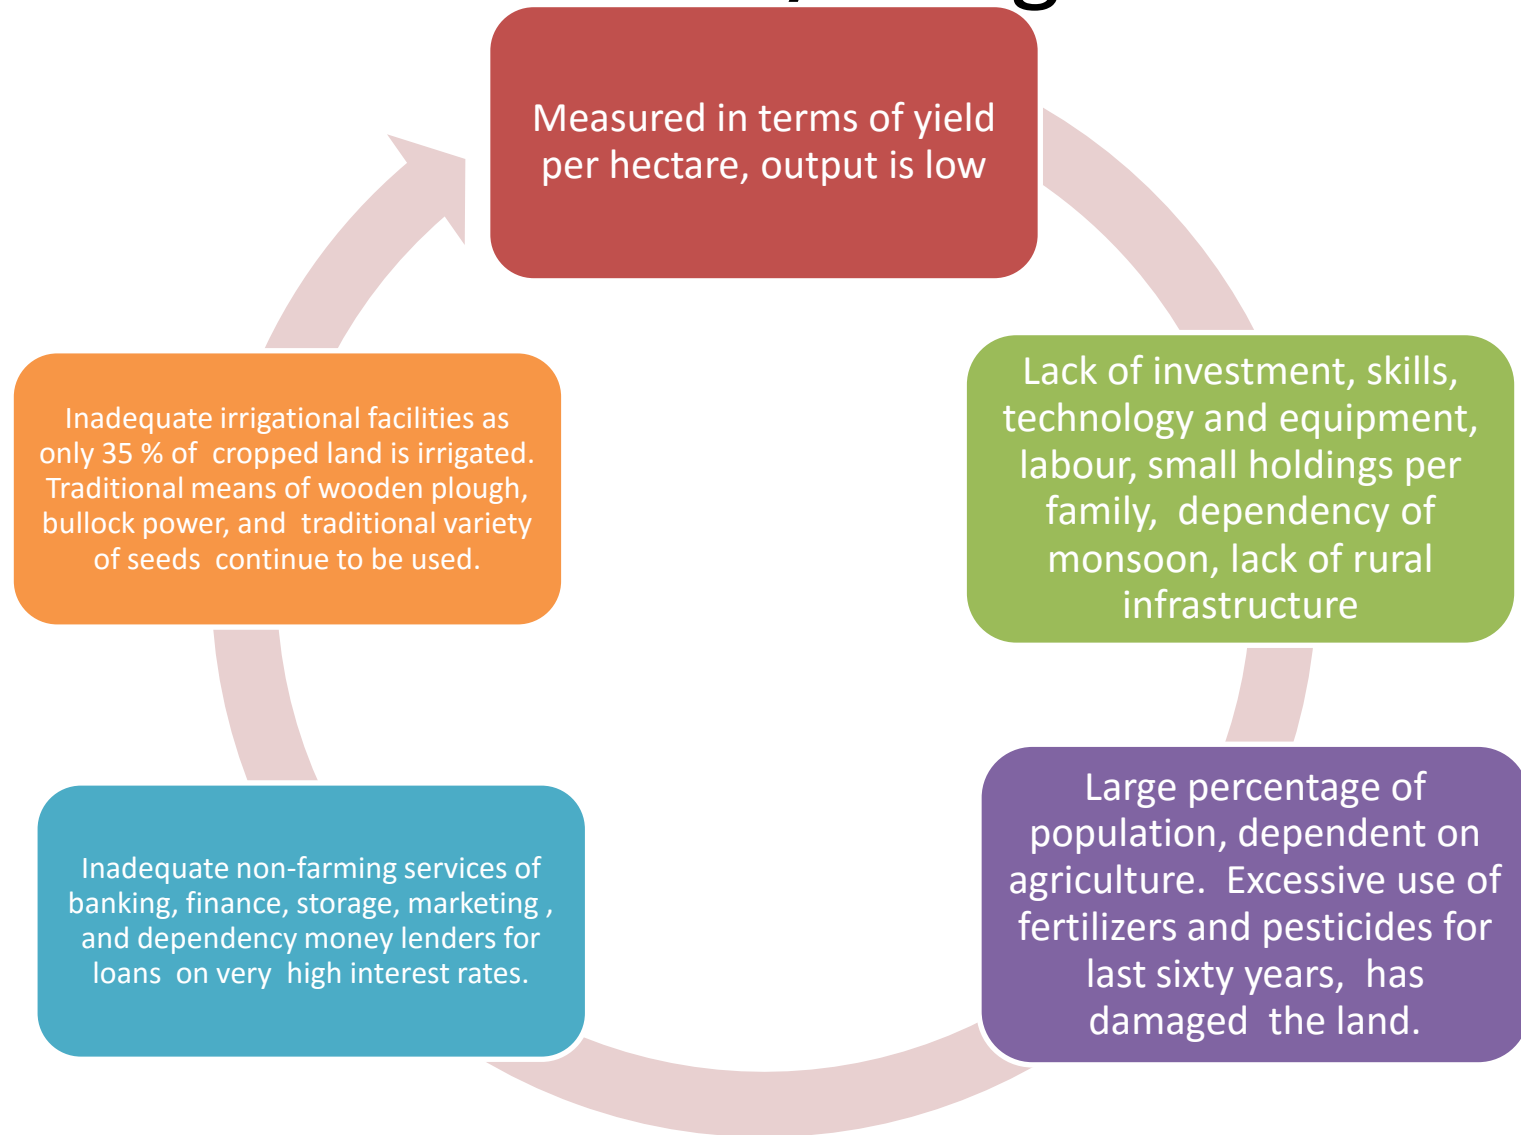 Measured in terms of yield
per hectare, output is low
Lack of investment, skills,
technology and equipment,
labour, small holdings per
family, dependency of
monsoon, lack of rural
infrastructure
Large percentage of
population, dependent on
agriculture. Excessive use of
fertilizers and pesticides for
last sixty years, has
damaged the land.
Inadequate non-farming services of
banking, finance, storage, marketing ,
and dependency money lenders for
loans on very high interest rates.
Inadequate irrigational facilities as
only 35 % of cropped land is irrigated.
Traditional means of wooden plough,
bullock power, and traditional variety
of seeds continue to be used.